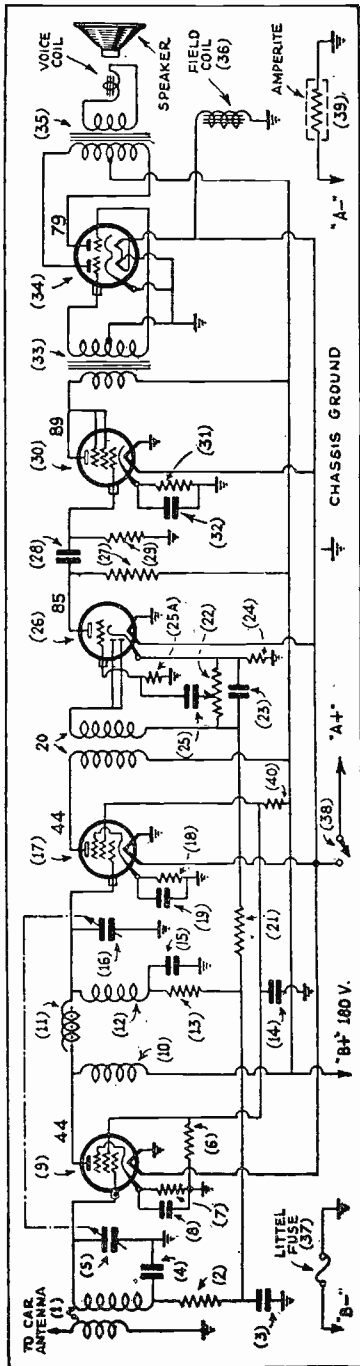 TO CAR
ANTENNA
(1)
(2)
(3)
(4)
(5)
(6)
(7)
(8)
(9)
44
(10)
(11)
(12)
(13)
(14)
(15)
(16)
(17)
44
(18)
(19)
20
(21)
(22)
(23)
(24)
(25)
(25A)
(26)
85
(27)
(28)
(29)
(30)
89
(31)
(32)
(33)
(34)
79
(35)
VOICE
COIL
SPEAKER
FIELD
COIL
(36)
AMPERITE
(39)
"A-"
CHASSIS GROUND
(40)
(38)
"A+"
"B+" 180 V.
LITTEL
FUSE
(37)
"B-"